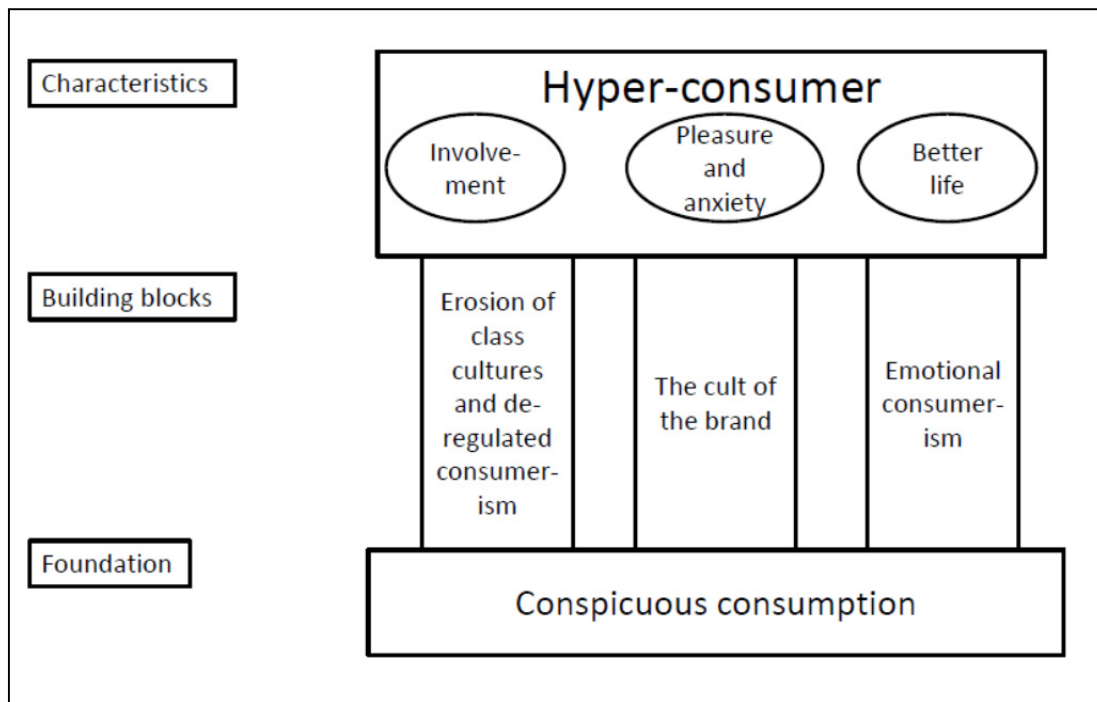 Characteristics
Hyper-consumer
Involve-
ment
Pleasure
and
anxiety
Better
life
Building blocks
Erosion of
class
cultures
and de-
regulated
consumer-
ism
The cult of
the brand
Emotional
consumer-
ism
Foundation
Conspicuous consumption